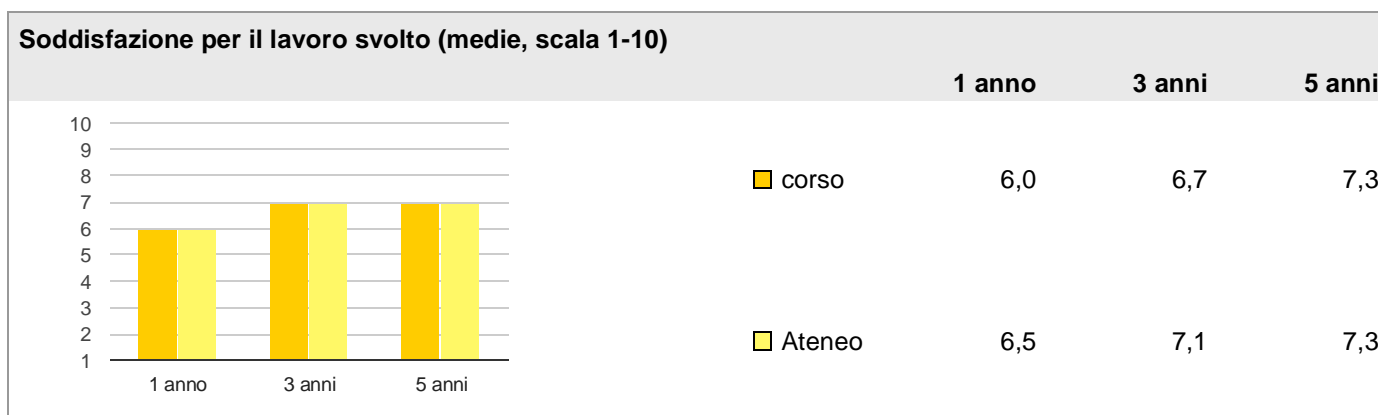 Soddisfazione per il lavoro svolto (medie, scala 1-10)
1 anno 3 anni 5 anni
10
9
8
7
6
5
4
3
2
1
1 anno 3 anni 5 anni
corso 6,0 6,7 7,3
Ateneo 6,5 7,1 7,3